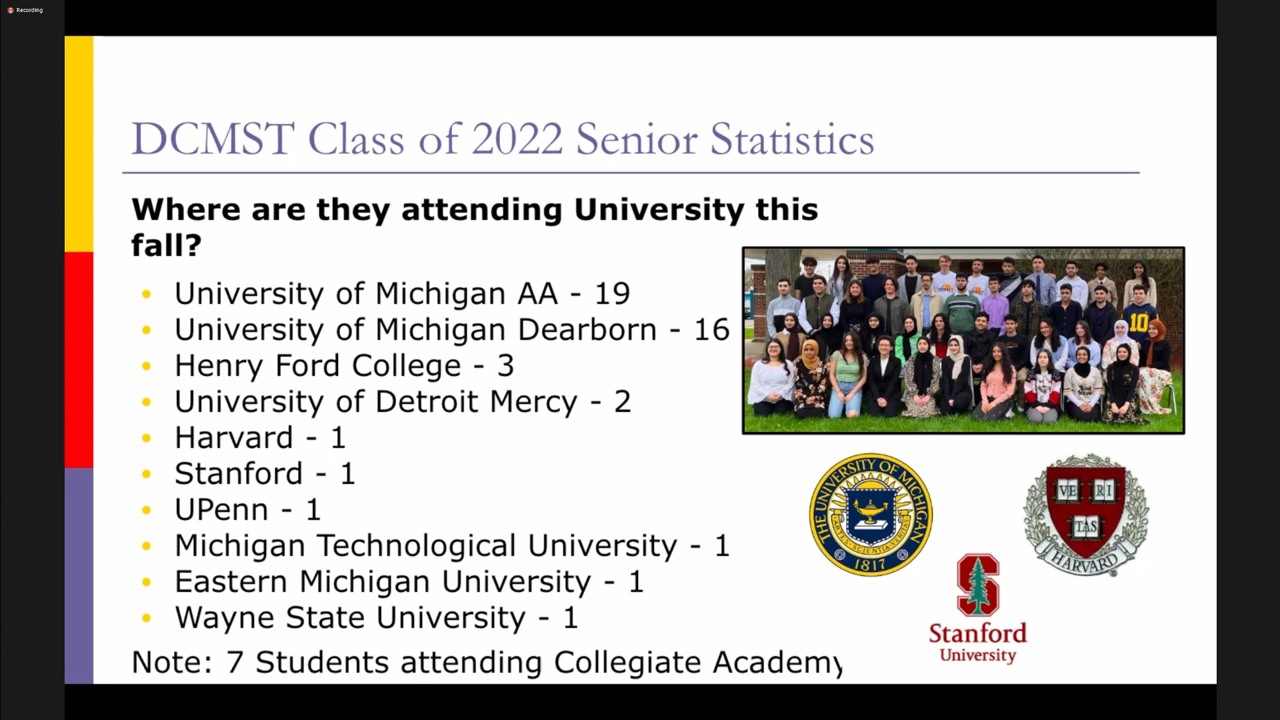 Recording
DCMST Class of 2022 Senior Statistics
Where are they attending University this
fall?
• University of Michigan AA - 19
• University of Michigan Dearborn - 16
• Henry Ford College - 3
• University of Detroit Mercy - 2
• Harvard - 1
• Stanford - 1
• UPenn - 1
• Michigan Technological University - 1
• Eastern Michigan University - 1
• Wayne State University - 1
Note: 7 Students attending Collegiate Academy
10
THE UNIVERSITY OF MICHIGAN
1817
VE RI
TAS
HARVARD
S
Stanford
University